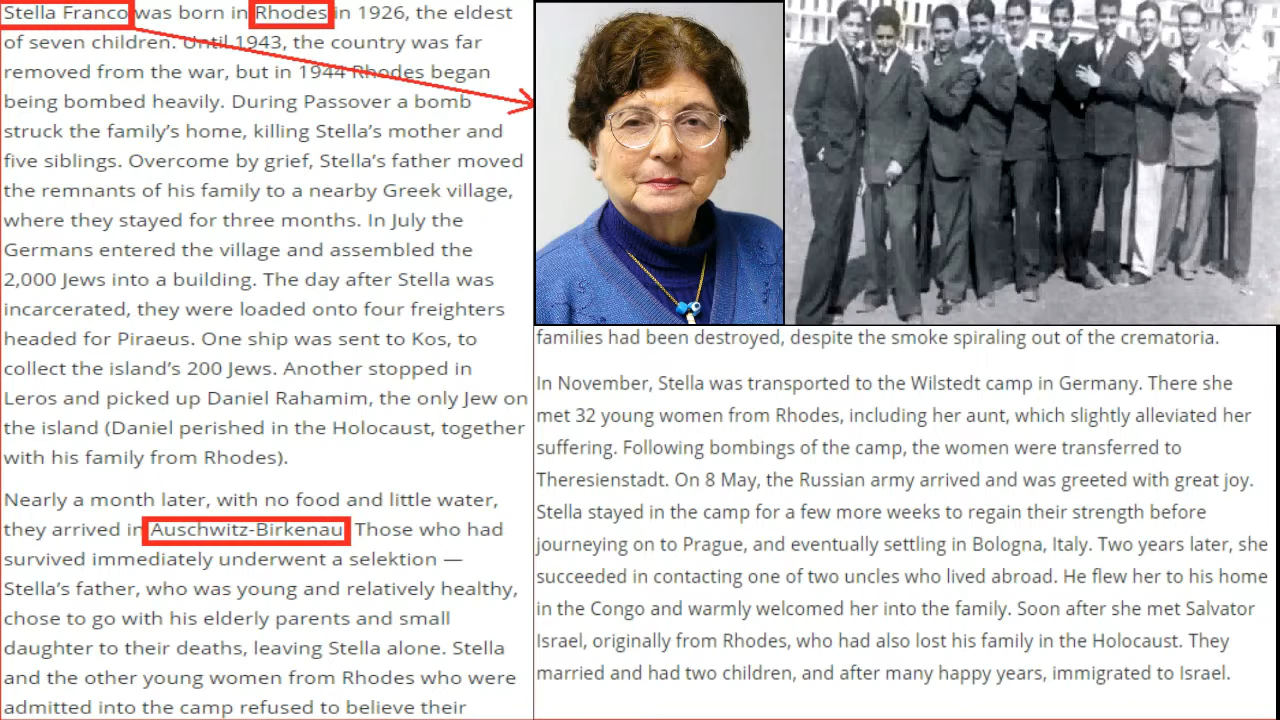 Stella Franco was born in Rhodes in 1926, the eldest
of seven children. Until 1943, the country was far
removed from the war, but in 1944 Rhodes began
being bombed heavily. During Passover a bomb
struck the family's home, killing Stella's mother and
five siblings. Overcome by grief, Stella's father moved
the remnants of his family to a nearby Greek village,
where they stayed for three months. In July the
Germans entered the village and assembled the
2,000 Jews into a building. The day after Stella was
incarcerated, they were loaded onto four freighters
headed for Piraeus. One ship was sent to Kos, to
collect the island's 200 Jews. Another stopped in
Leros and picked up Daniel Rahamim, the only Jew on
the island (Daniel perished in the Holocaust, together
with his family from Rhodes).
Nearly a month later, with no food and little water,
they arrived in Auschwitz-Birkenau. Those who had
survived immediately underwent a selektion —
Stella's father, who was young and relatively healthy,
chose to go with his elderly parents and small
daughter to their deaths, leaving Stella alone. Stella
and the other young women from Rhodes who were
admitted into the camp refused to believe their
families had been destroyed, despite the smoke spiraling out of the crematoria.
In November, Stella was transported to the Wilstedt camp in Germany. There she
met 32 young women from Rhodes, including her aunt, which slightly alleviated her
suffering. Following bombings of the camp, the women were transferred to
Theresienstadt. On 8 May, the Russian army arrived and was greeted with great joy.
Stella stayed in the camp for a few more weeks to regain their strength before
journeying on to Prague, and eventually settling in Bologna, Italy. Two years later, she
succeeded in contacting one of two uncles who lived abroad. He flew her to his home
in the Congo and warmly welcomed her into the family. Soon after she met Salvator
Israel, originally from Rhodes, who had also lost his family in the Holocaust. They
married and had two children, and after many happy years, immigrated to Israel.